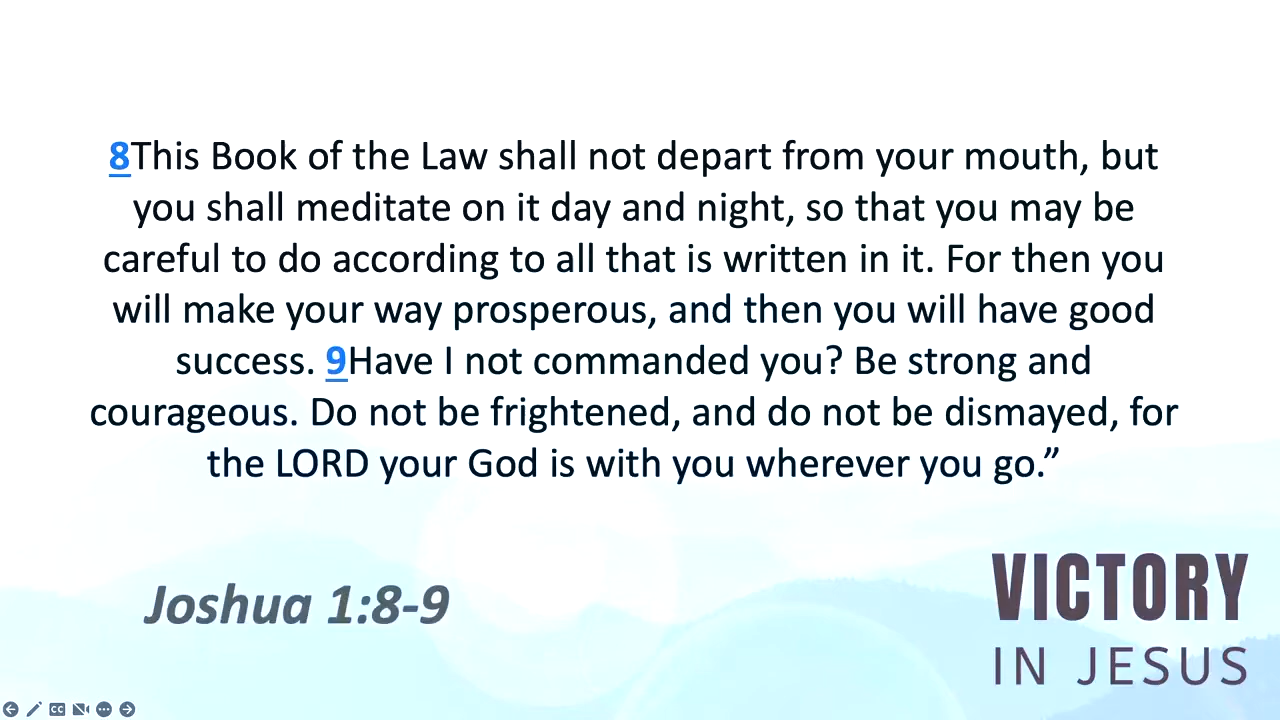 8This Book of the Law shall not depart from your mouth, but
you shall meditate on it day and night, so that you may be
careful to do according to all that is written in it. For then you
will make your way prosperous, and then you will have good
success. 9Have I not commanded you? Be strong and
courageous. Do not be frightened, and do not be dismayed, for
the LORD your God is with you wherever you go.”
Joshua 1:8-9
VICTORY
IN JESUS
CC